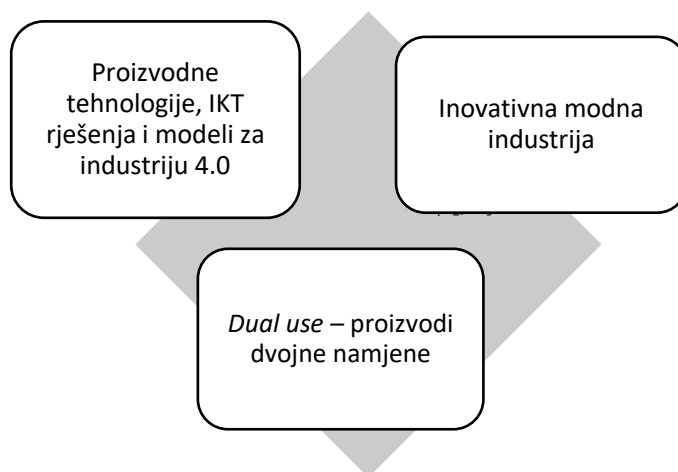 Proizvodne
tehnologije, IKT
rješenja i modeli za
industriju 4.0
Inovativna modna
industrija
Dual use – proizvodi
dvojne namjene